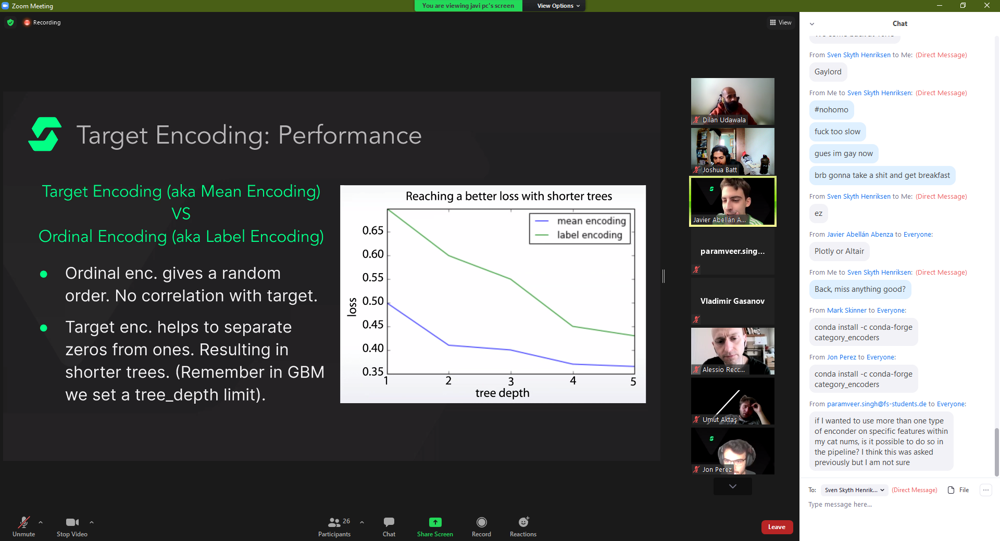 Zoom Meeting
You are viewing javi pc's screen
View Options
Recording
View
Target Encoding: Performance
Target Encoding (aka Mean Encoding)
VS
Ordinal Encoding (aka Label Encoding)
Ordinal enc. gives a random
order. No correlation with target.
Target enc. helps to separate
zeros from ones. Resulting in
shorter trees. (Remember in GBM
we set a tree_depth limit).
Reaching a better loss with shorter trees
mean encoding
label encoding
loss
0.65
0.60
0.55
0.50
0.45
0.40
0.35
1 2 3 4 5
tree depth
Dilan Udawala
Joshua Batt
Javier Abellán A...
paramveer.sing...
Vladimir Gasanov
Alessio Recc...
Umut Aktaş
Jon Perez
Chat
From Sven Skyth Henriksen to Me: (Direct Message)
Gaylord
From Me to Sven Skyth Henriksen: (Direct Message)
#nohomo
fuck too slow
gues im gay now
brb gonna take a shit and get breakfast
From Sven Skyth Henriksen to Me: (Direct Message)
ez
From Javier Abellán Abenza to Everyone:
Plotly or Altair
From Me to Sven Skyth Henriksen: (Direct Message)
Back, miss anything good?
From Mark Skinner to Everyone:
conda install -c conda-forge
category_encoders
From Jon Perez to Everyone:
conda install -c conda-forge
category_encoders
From paramveer.singh@fs-students.de to Everyone:
if I wanted to use more than one type
of enconder on specific features within
my cat nums, is it possible to do so in
the pipeline? I think this was asked
previously but I am not sure
To: Sven Skyth Henrik... (Direct Message) File
Type message here...
Unmute
Stop Video
26
Participants
Chat
Share Screen
Record
Reactions
Leave